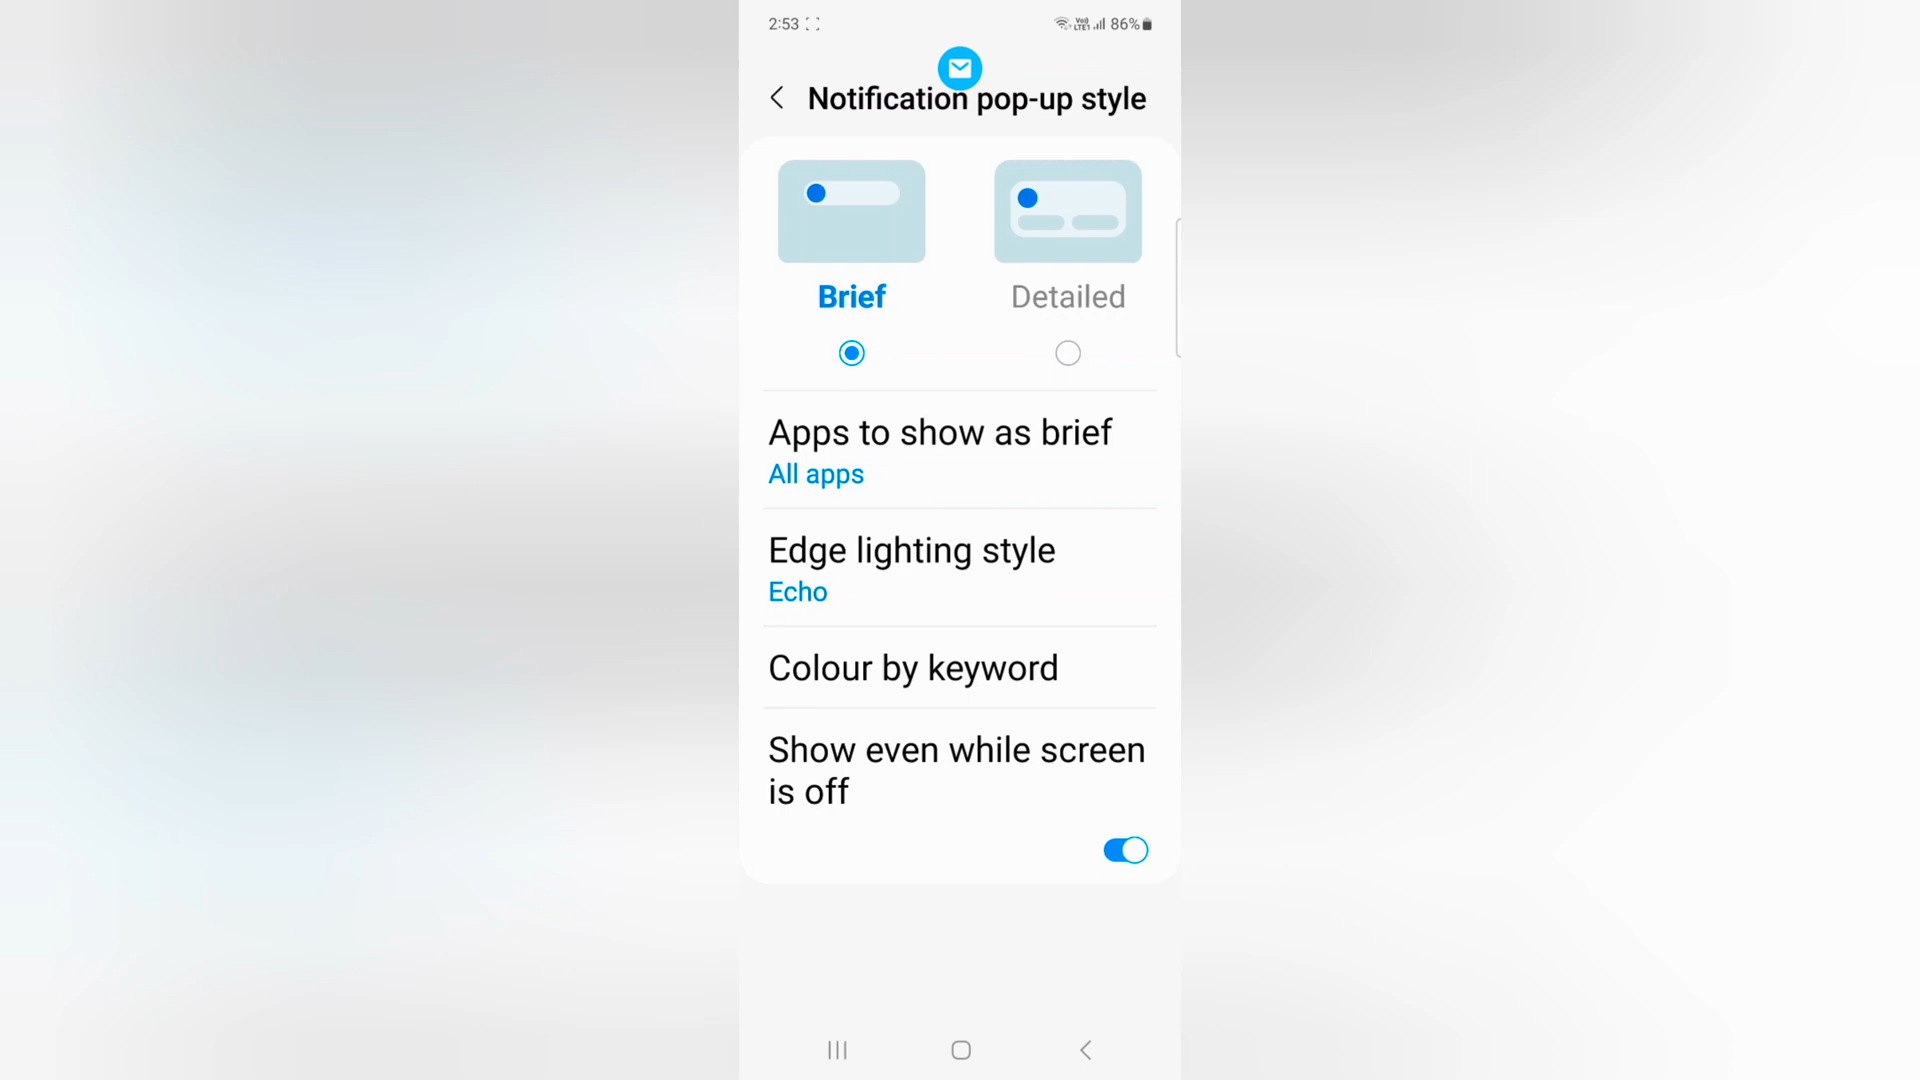 2:53 86%
Notification pop-up style
Brief Detailed
Apps to show as brief
All apps
Edge lighting style
Echo
Colour by keyword
Show even while screen
is off